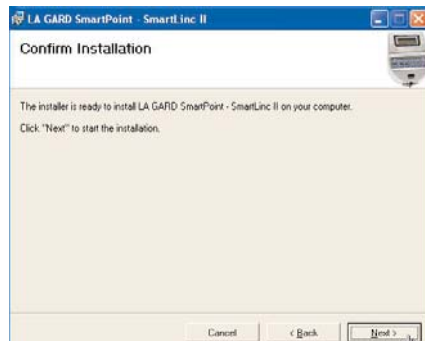 LA GARD SmartPoint - SmartLinc II
Confirm Installation
The installer is ready to install LA GARD SmartPoint - SmartLinc II on your computer.
Click "Next" to start the installation.
Cancel < Back Next >